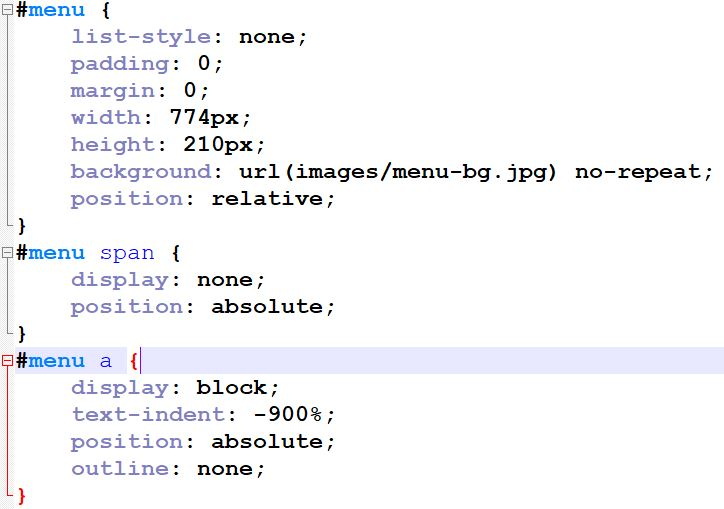 #menu {
    list-style: none;
    padding: 0;
    margin: 0;
    width: 774px;
    height: 210px;
    background: url(images/menu-bg.jpg) no-repeat;
    position: relative;
}
#menu span {
    display: none;
    position: absolute;
}
#menu a {
    display: block;
    text-indent: -900%;
    position: absolute;
    outline: none;
}